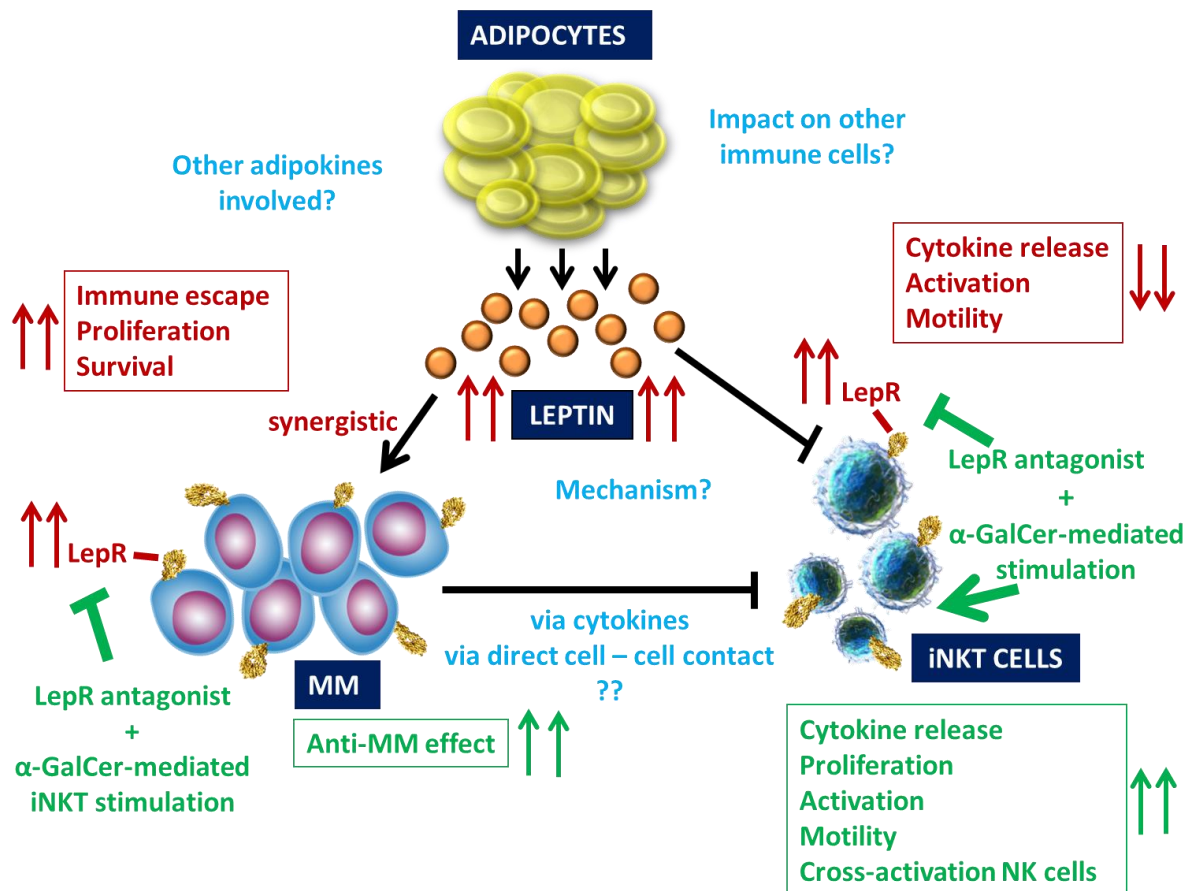 ADIPOCYTES
Impact on other
immune cells?
Other adipokines
involved?
Cytokine release
Activation
Motility
Immune escape
Proliferation
Survival
LepR
synergistic
LEPTIN
LepR antagonist
+
α-GalCer-mediated
stimulation
Mechanism?
LepR
via cytokines
via direct cell – cell contact
??
iNKT CELLS
MM
LepR antagonist
+
α-GalCer-mediated
iNKT stimulation
Anti-MM effect
Cytokine release
Proliferation
Activation
Motility
Cross-activation NK cells